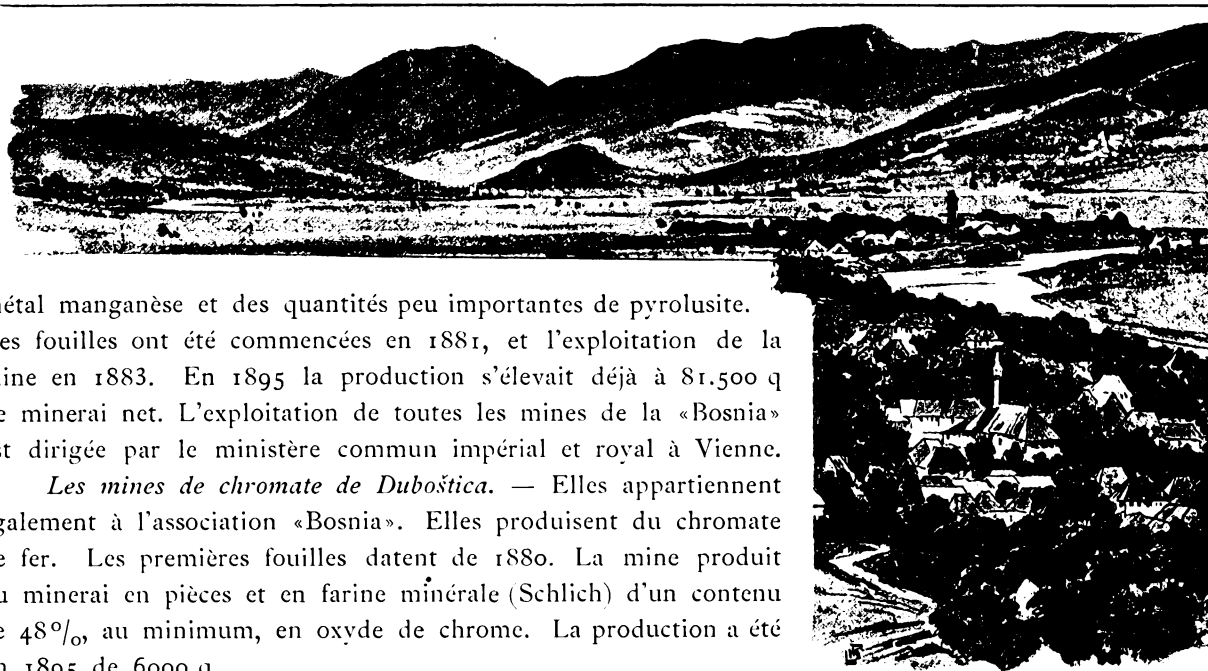 étal manganèse et des quantités peu importantes de pyrolusite.
es fouilles ont été commencées en 1881, et l'exploitation de la
ine en 1883. En 1895 la production s'élevait déjà à 81.500 q
e minerai net. L'exploitation de toutes les mines de la «Bosnia»
st dirigée par le ministère commun impérial et royal à Vienne.
Les mines de chromate de Duboštica. — Elles appartiennent
galement à l'association «Bosnia». Elles produisent du chromate
e fer. Les premières fouilles datent de 1880. La mine produit
u minerai en pièces et en farine minérale (Schlich) d'un contenu
e 48%, au minimum, en oxyde de chrome. La production a été
n 1895 de 6000 q